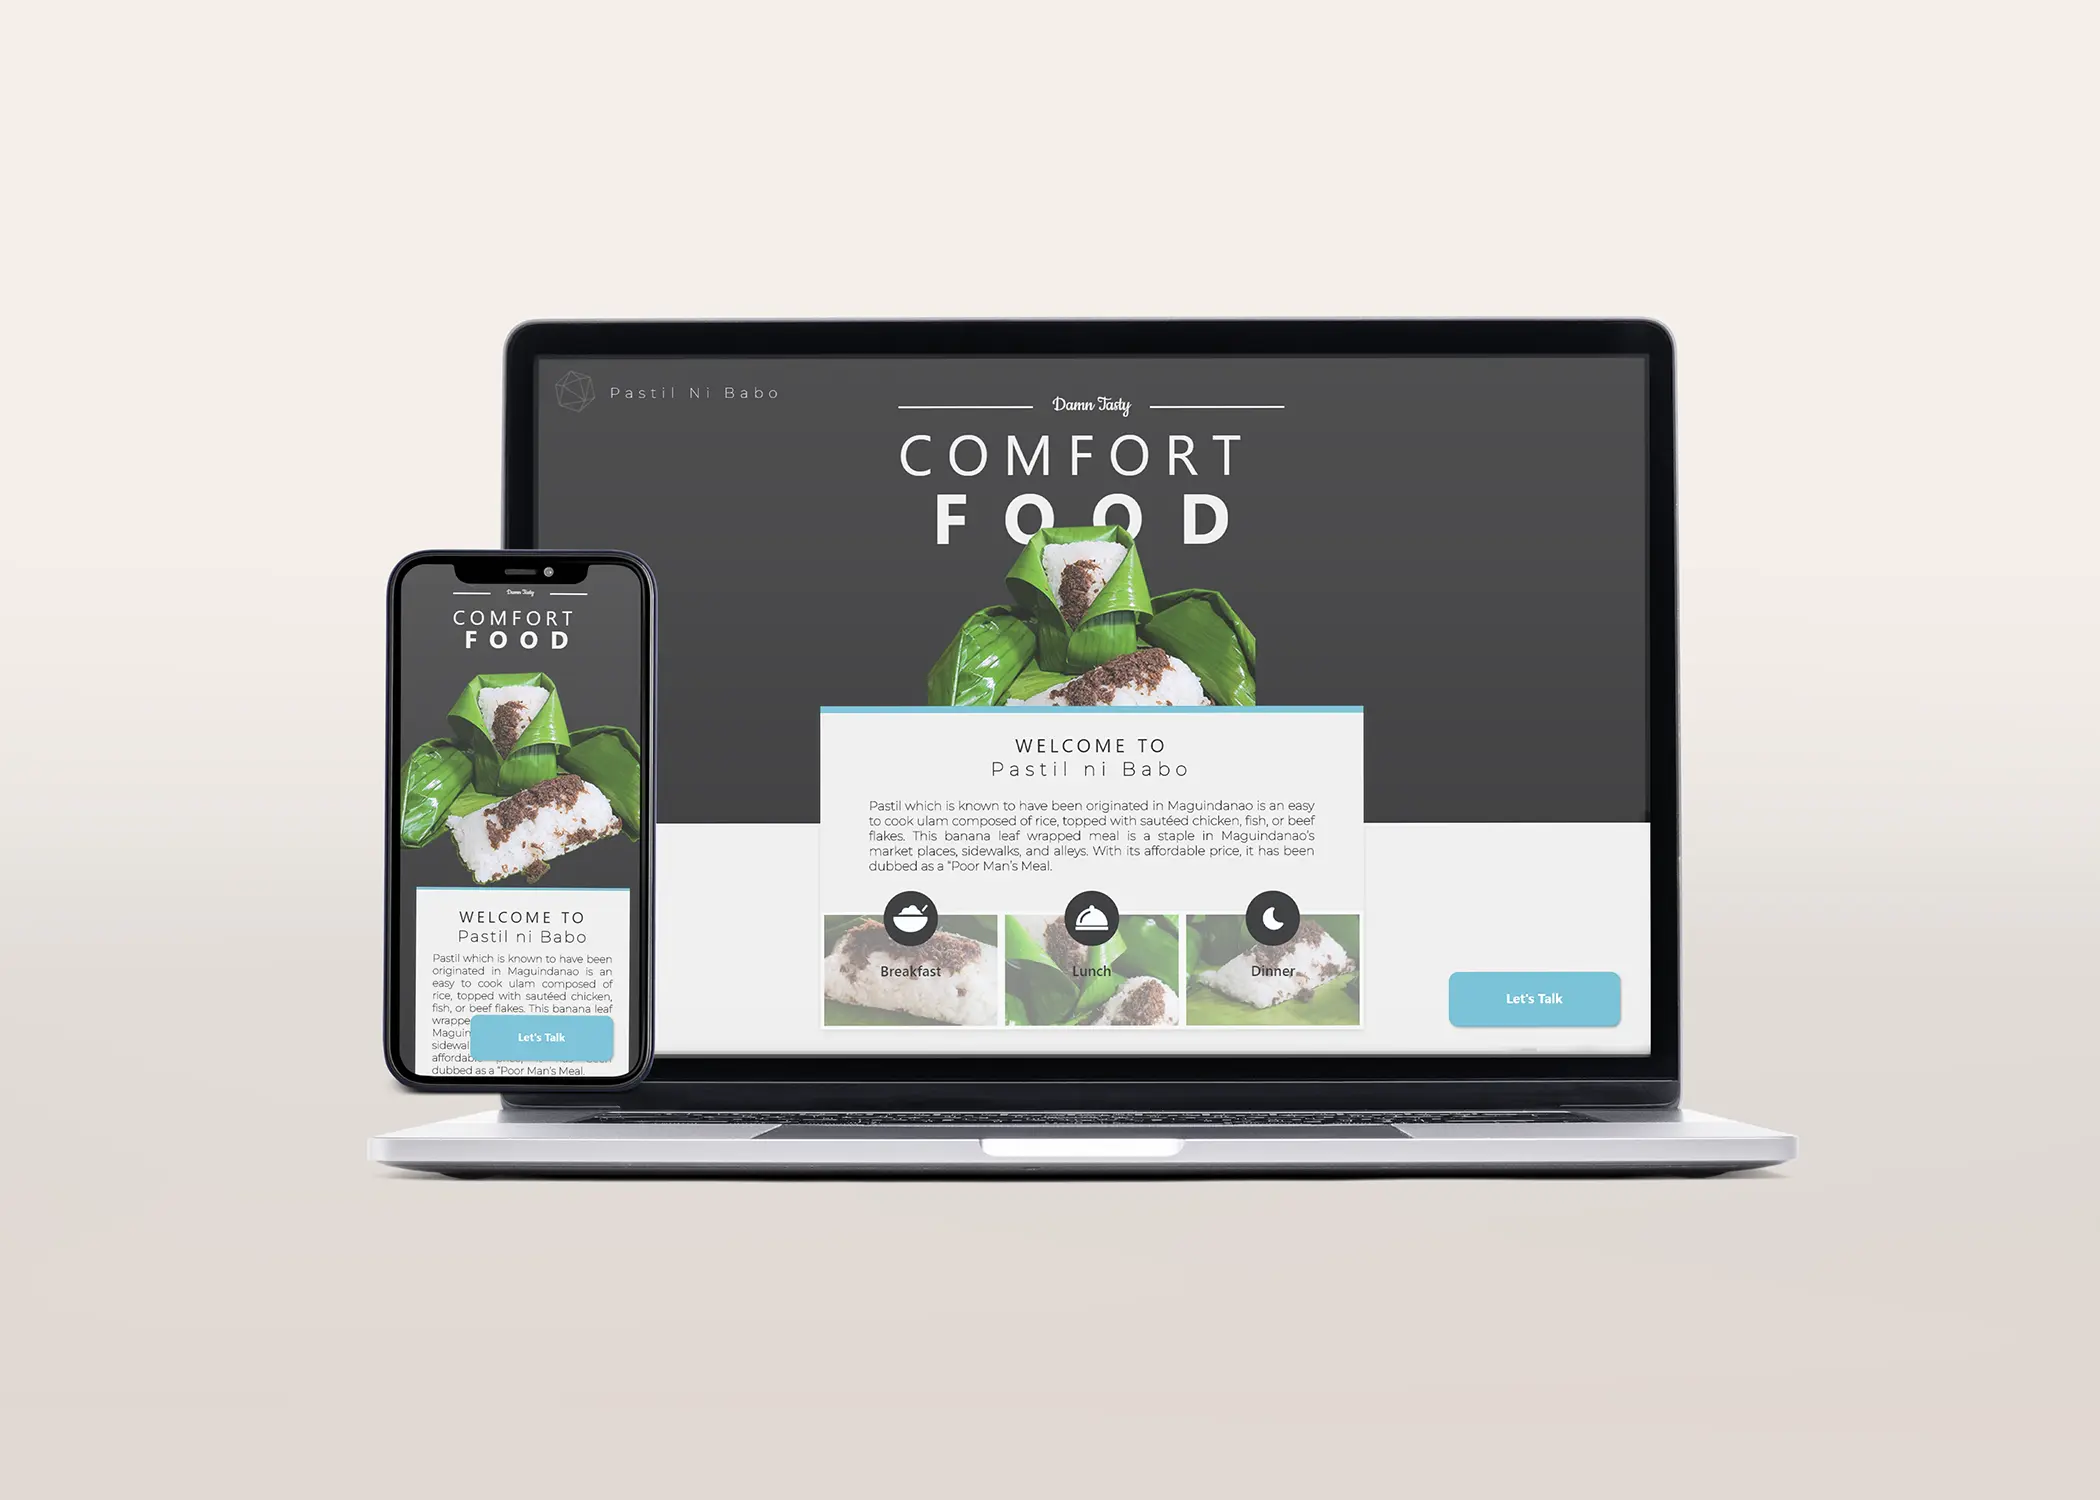 Pastil Ni Babo
Damn Tasty
COMFORT
FOOD
WELCOME TO
Pastil ni Babo
Pastil which is known to have been originated in Maguindanao is an easy
to cook ulam composed of rice, topped with sautéed chicken, fish, or beef
flakes. This banana leaf wrapped meal is a staple in Maguindanao's
market places, sidewalks, and alleys. With its affordable price, it has been
dubbed as a "Poor Man's Meal.
Breakfast
Lunch
Dinner
Let's Talk
Damn Tasty
COMFORT
FOOD
WELCOME TO
Pastil ni Babo
Pastil which is known to have been
originated in Maguindanao is an
easy to cook ulam composed of
rice, topped with sautéed chicken,
fish, or beef flakes. This banana leaf
wrappe
Maguin
sidewal
Let's Talk
affordabl
dubbed as a "Poor Man's Meal.